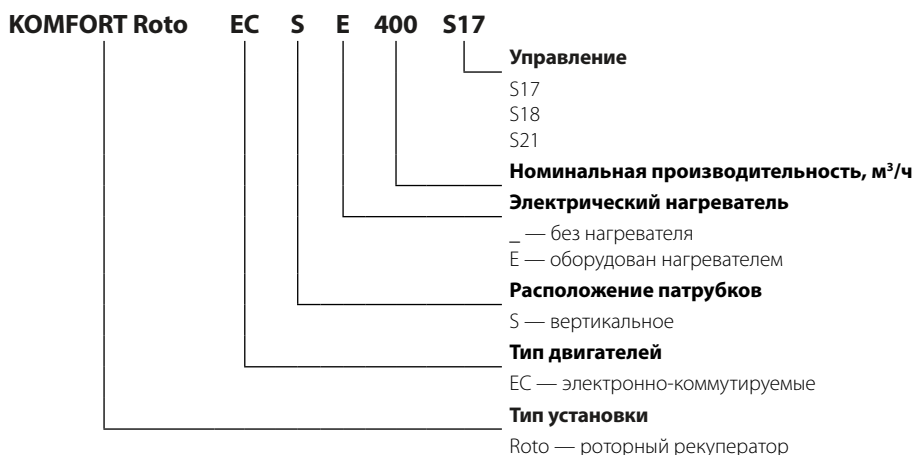 KOMFORT Roto EC S E 400 S17
Управление
S17
S18
S21
Номинальная производительность, м³/ч
Электрический нагреватель
_ — без нагревателя
E — оборудован нагревателем
Расположение патрубков
S — вертикальное
Тип двигателей
EC — электронно-коммутируемые
Тип установки
Roto — роторный рекуператор